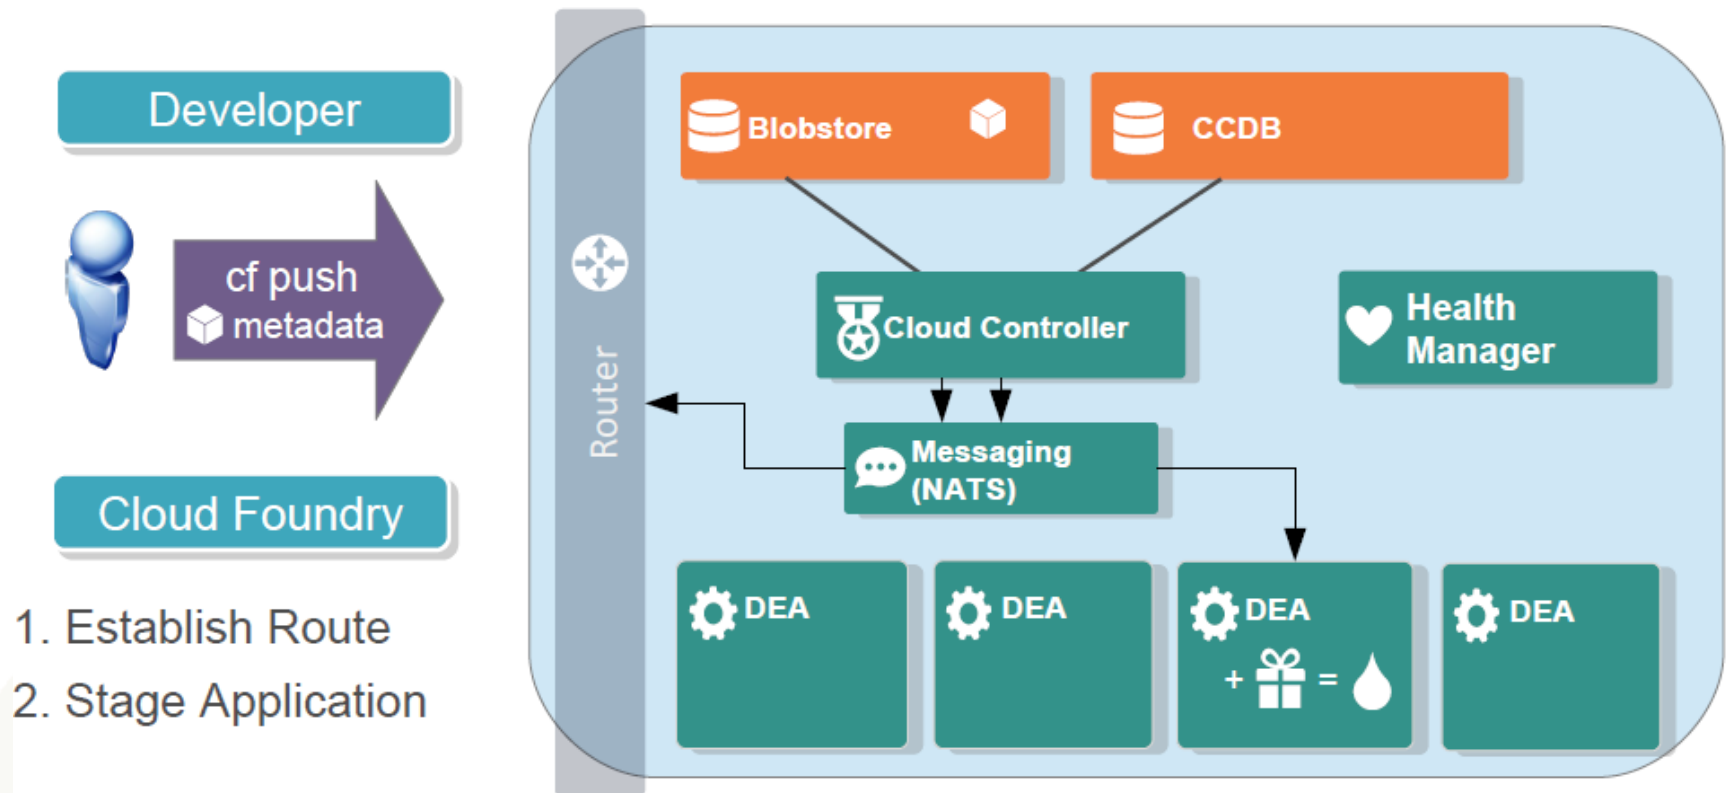 Developer
cf push
metadata
Cloud Foundry
1. Establish Route
2. Stage Application
Router
Blobstore
CCDB
Cloud Controller
Health
Manager
Messaging
(NATS)
DEA
DEA
DEA
+ =
DEA